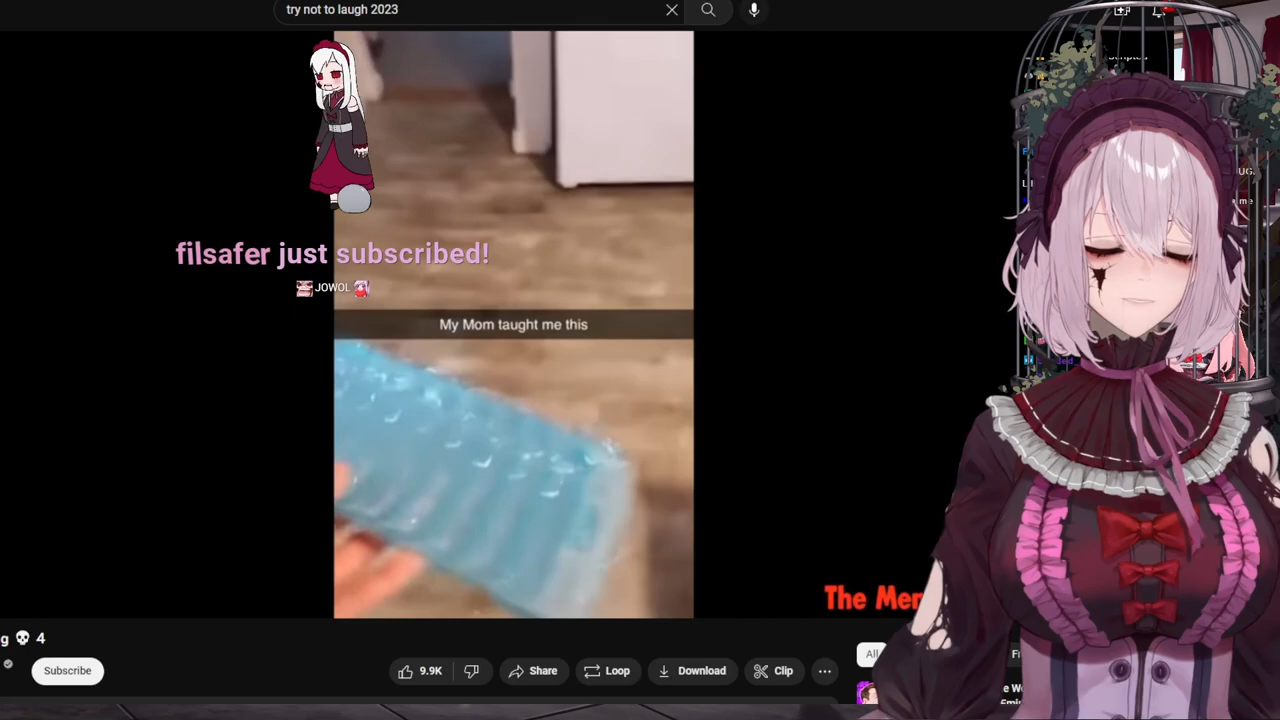 try not to laugh 2023
filsafer just subscribed!
JOWOL
My Mom taught me this
The Mer
g 💀 4
Subscribe
9.9K
Share
Loop
Download
Clip
All